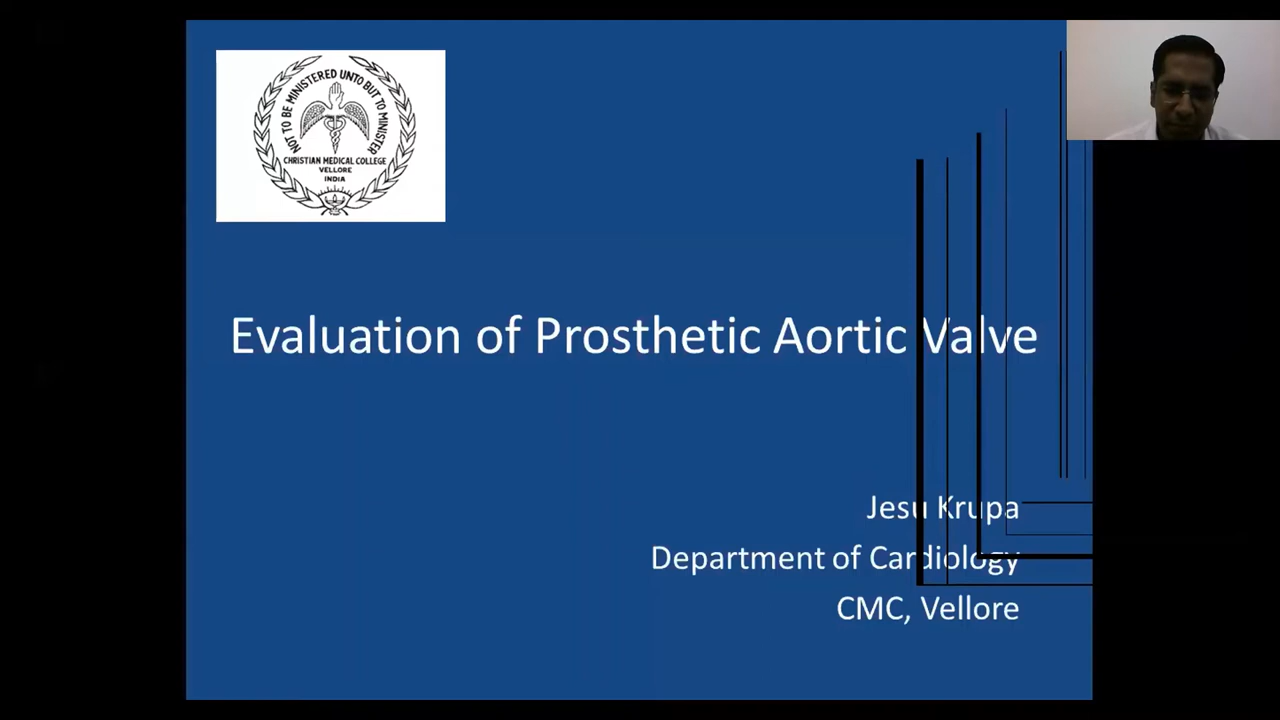 NOT TO BE MINISTERED UNTO BUT TO MINISTER
CHRISTIAN MEDICAL COLLEGE
VELLORE
INDIA
Evaluation of Prosthetic Aortic Valve
Jesu Krupa
Department of Cardiology
CMC, Vellore